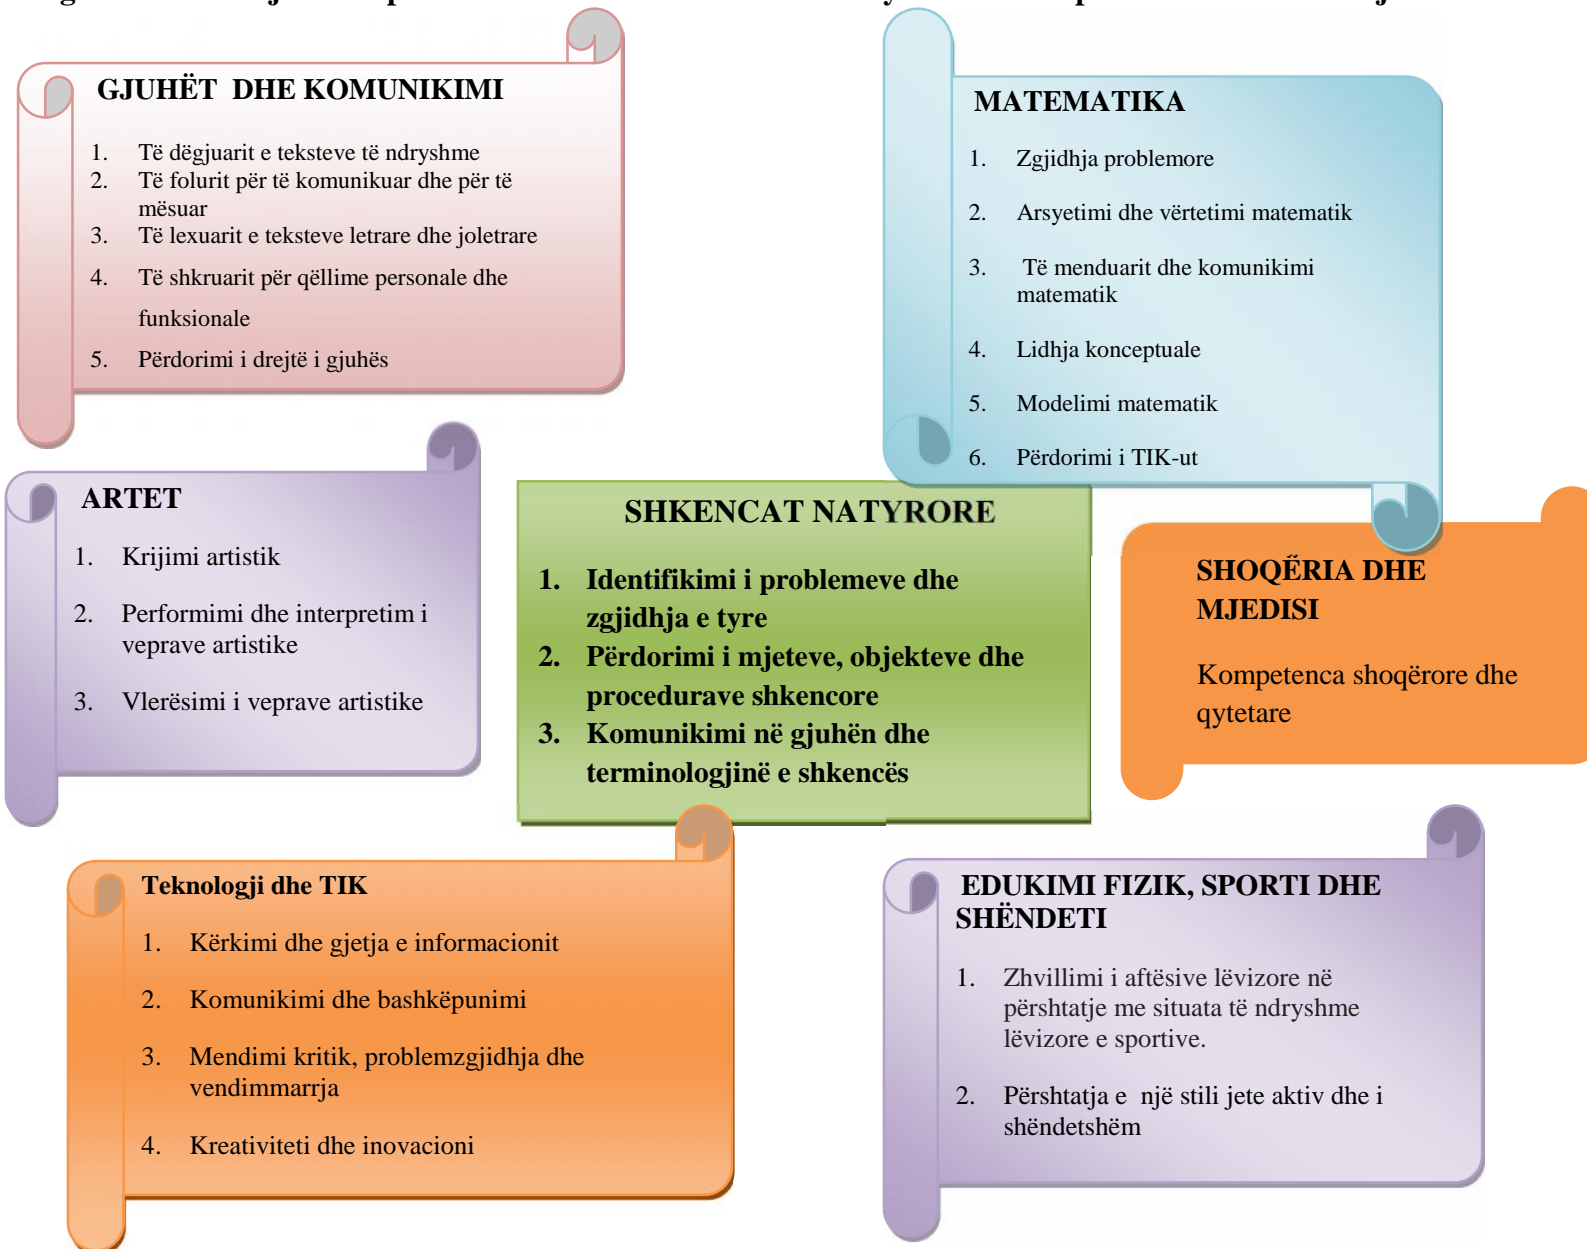 GJUHËT DHE KOMUNIKIMI
1. Të dëgjuarit e teksteve të ndryshme
2. Të folurit për të komunikuar dhe për të
mësuar
3. Të lexuarit e teksteve letrare dhe joletrare
4. Të shkruarit për qëllime personale dhe
funksionale
5. Përdorimi i drejtë i gjuhës
MATEMATIKA
1. Zgjidhja problemore
2. Arsyetimi dhe vërtetimi matematik
3. Të menduarit dhe komunikimi
matematik
4. Lidhja konceptuale
5. Modelimi matematik
6. Përdorimi i TIK-ut
ARTET
1. Krijimi artistik
2. Performimi dhe interpretim i
veprave artistike
3. Vlerësimi i veprave artistike
SHKENCAT NATYRORE
1. Identifikimi i problemeve dhe
zgjidhja e tyre
2. Përdorimi i mjeteve, objekteve dhe
procedurave shkencore
3. Komunikimi në gjuhën dhe
terminologjinë e shkencës
SHOQËRIA DHE
MJEDISI
Kompetenca shoqërore dhe
qytetare
Teknologji dhe TIK
1. Kërkimi dhe gjetja e informacionit
2. Komunikimi dhe bashkëpunimi
3. Mendimi kritik, problemzgjidhja dhe
vendimmarrja
4. Kreativiteti dhe inovacioni
EDUKIMI FIZIK, SPORTI DHE
SHËNDETI
1. Zhvillimi i aftësive lëvizore në
përshtatje me situata të ndryshme
lëvizore e sportive.
2. Përshtatja e një stili jete aktiv dhe i
shëndetshëm